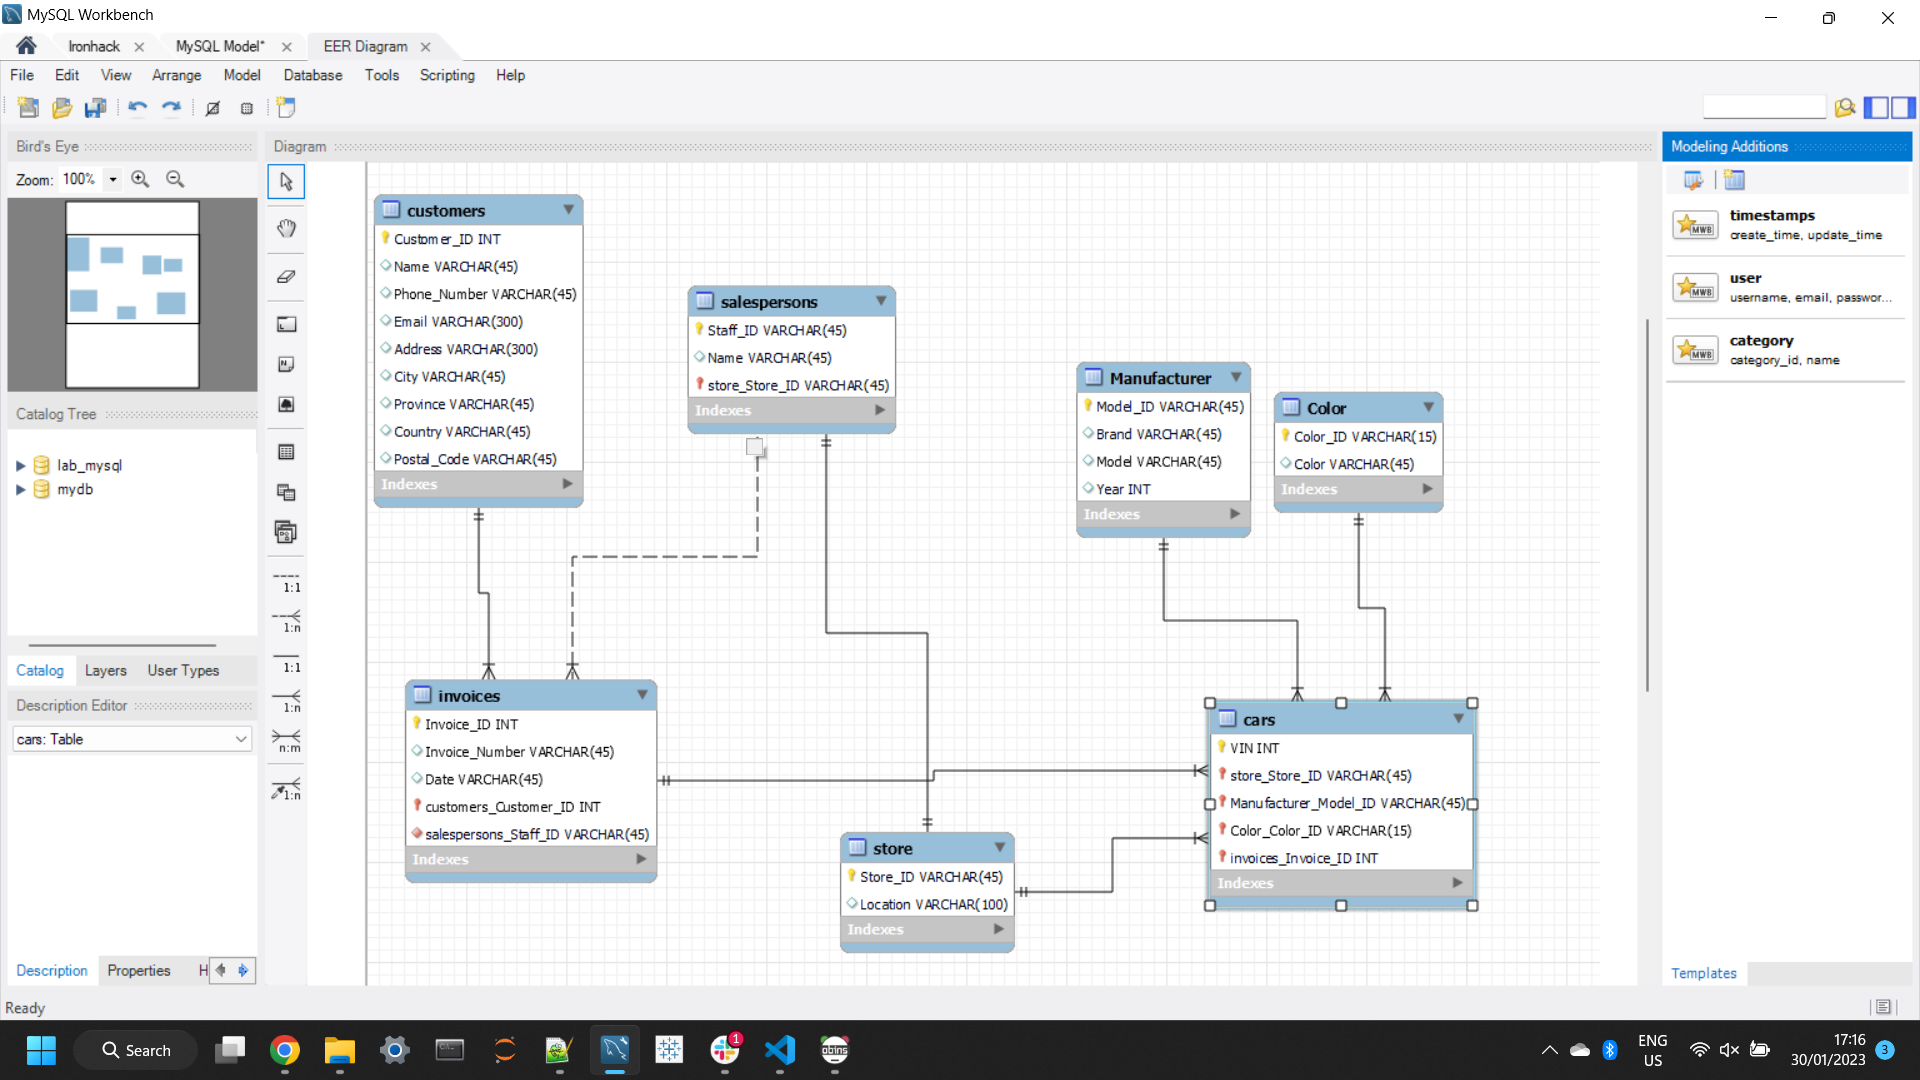 MySQL Workbench
Ironhack
MySQL Model*
EER Diagram
File Edit View Arrange Model Database Tools Scripting Help
Bird's Eye
Zoom: 100%
Catalog Tree
lab_mysql
mydb
Catalog Layers User Types
Description Editor
cars: Table
Description Properties H
Ready
Diagram
1:1
1:n
1:1
1:n
n:m
1:n
customers
Customer_ID INT
Name VARCHAR(45)
Phone_Number VARCHAR(45)
Email VARCHAR(300)
Address VARCHAR(300)
City VARCHAR(45)
Province VARCHAR(45)
Country VARCHAR(45)
Postal_Code VARCHAR(45)
Indexes
salespersons
Staff_ID VARCHAR(45)
Name VARCHAR(45)
store_Store_ID VARCHAR(45)
Indexes
Manufacturer
Model_ID VARCHAR(45)
Brand VARCHAR(45)
Model VARCHAR(45)
Year INT
Indexes
Color
Color_ID VARCHAR(15)
Color VARCHAR(45)
Indexes
invoices
Invoice_ID INT
Invoice_Number VARCHAR(45)
Date VARCHAR(45)
customers_Customer_ID INT
salespersons_Staff_ID VARCHAR(45)
Indexes
store
Store_ID VARCHAR(45)
Location VARCHAR(100)
Indexes
cars
VIN INT
store_Store_ID VARCHAR(45)
Manufacturer_Model_ID VARCHAR(45)
Color_Color_ID VARCHAR(15)
invoices_Invoice_ID INT
Indexes
Modeling Additions
MWB
timestamps
create_time, update_time
MWB
user
username, email, passwor...
MWB
category
category_id, name
Templates
Search
1
ENG
US
17:16
30/01/2023
3